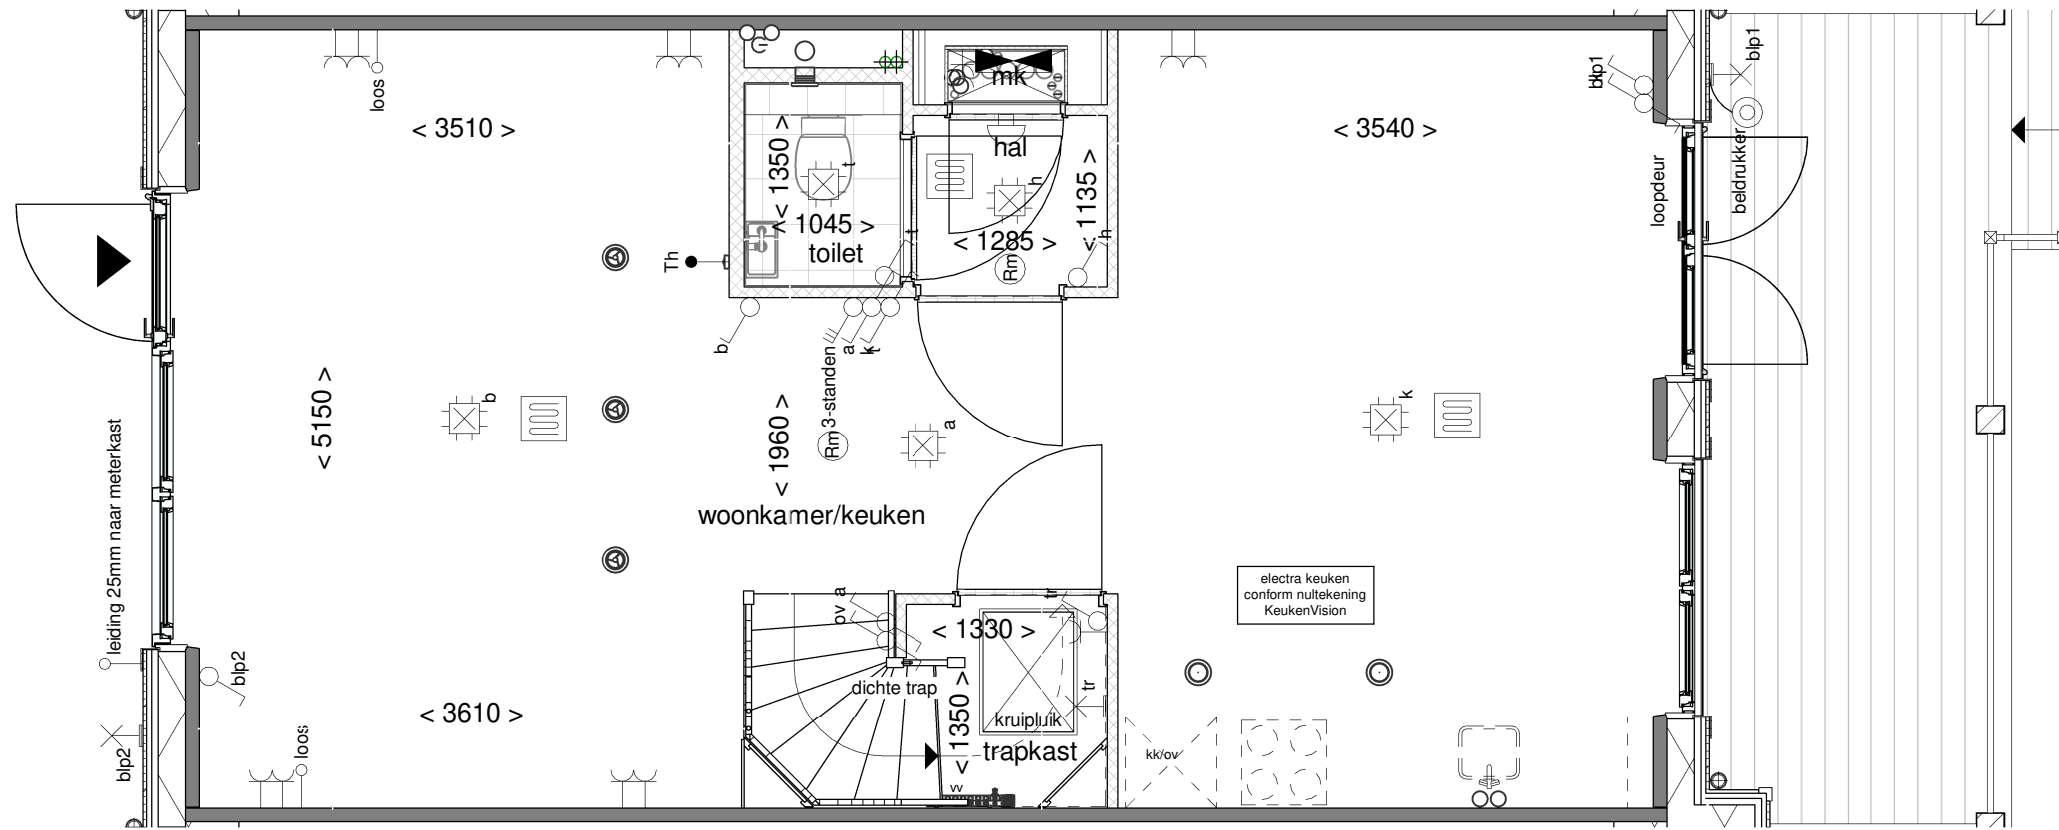 loos
< 3510 >
Th
< 1350 >
t
< 1045 >
toilet
t
mk
hal
h
< 1135 >
< 1285 >
Rm
h
< 3540 >
blp1
blp1
loopdeur
beldrukker
b
3-standen
a
k
t
< 5150 >
b
< 1960 >
Rm
a
k
woonkamer/keuken
leiding 25mm naar meterkast
blp2
blp2
loos
< 3610 >
ov a
tr
< 1330 >
dichte trap
< 1350 >
tr
kruipluik
trapkast
vv
electra keuken
conform nultekening
KeukenVision
kk/ov